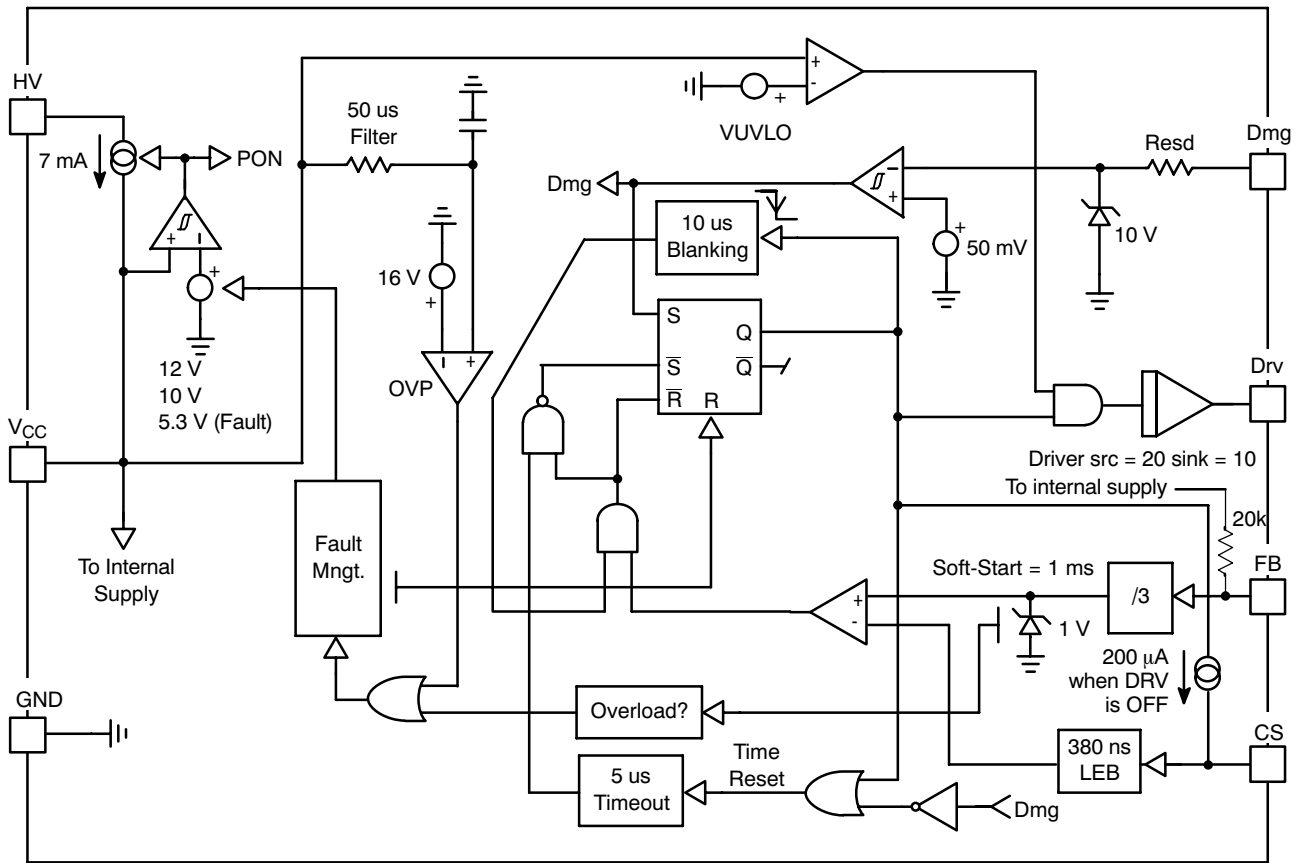 HV
7 mA
PON
50 us
Filter
+
-
+
VUVLO
Resd
Dmg
Dmg
10 us
Blanking
+
+
50 mV
10 V
+
+
16 V
+
12 V
10 V
5.3 V (Fault)
+
OVP
S
Q
S̅
Q̅
R̅
R
Drv
Driver src = 20 sink = 10
VCC
To Internal
Supply
Fault
Mngt.
To internal supply
20k
FB
Soft-Start = 1 ms
/3
+
-
1 V
200 μA
when DRV
is OFF
GND
Overload?
CS
380 ns
LEB
Time
Reset
5 us
Timeout
Dmg